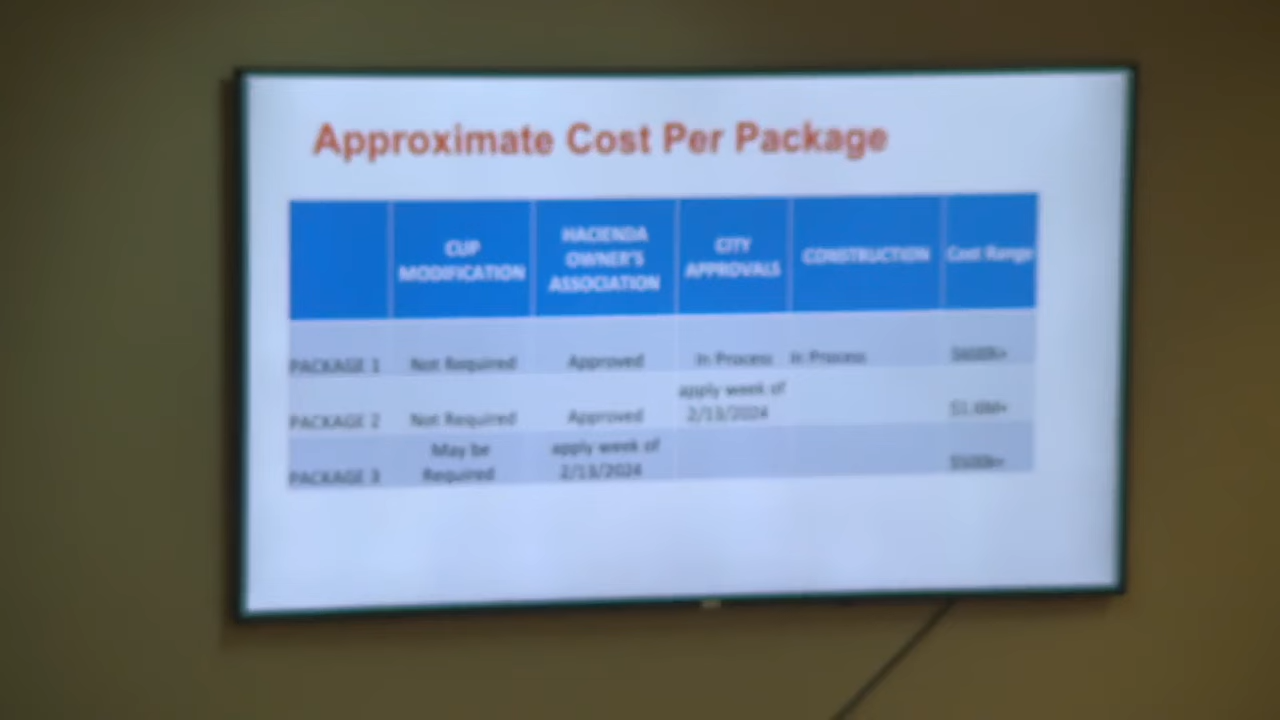 Approximate Cost Per Package
CUP
MODIFICATION
HACIENDA
OWNER'S
ASSOCIATION
CITY
APPROVALS
CONSTRUCTION
Cost Range
PACKAGE 1
Not Required
Approved
In Process
In Process
PACKAGE 2
Not Required
Approved
apply week of
2/13/2024
PACKAGE 3
May be
Required
apply week of
2/13/2024